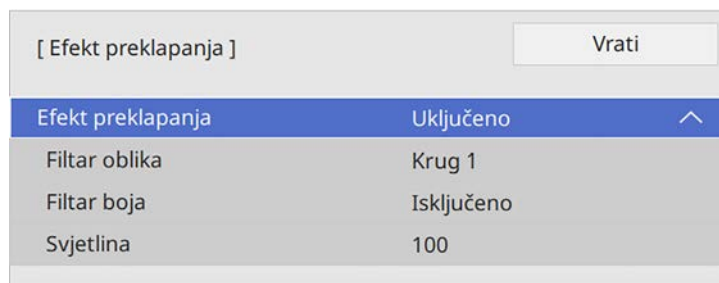 [ Efekt preklapanja ] Vrati
Efekt preklapanja Uključeno
Filtar oblika Krug 1
Filtar boja Isključeno
Svjetlina 100